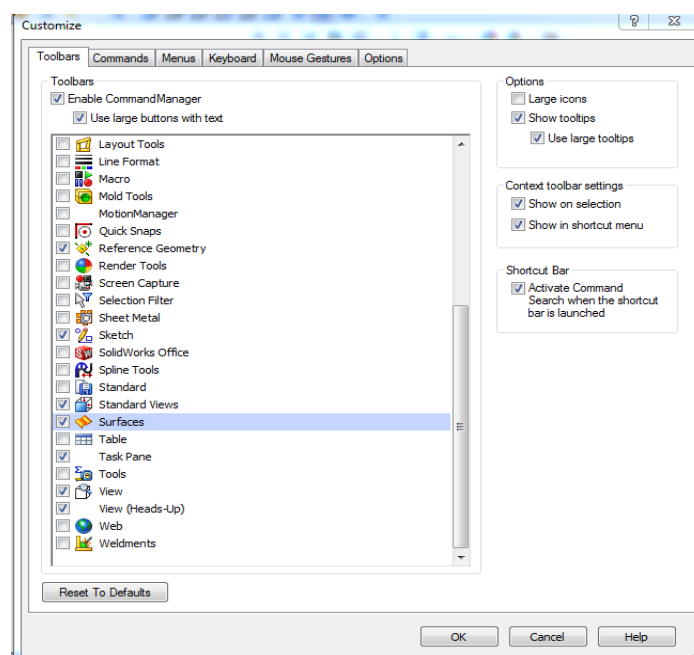 Customize
Toolbars Commands Menus Keyboard Mouse Gestures Options
Toolbars
Enable CommandManager
Use large buttons with text
Layout Tools
Line Format
Macro
Mold Tools
MotionManager
Quick Snaps
Reference Geometry
Render Tools
Screen Capture
Selection Filter
Sheet Metal
Sketch
SolidWorks Office
Spline Tools
Standard
Standard Views
Surfaces
Table
Task Pane
Tools
View
View (Heads-Up)
Web
Weldments
Reset To Defaults
Options
Large icons
Show tooltips
Use large tooltips
Context toolbar settings
Show on selection
Show in shortcut menu
Shortcut Bar
Activate Command
Search when the shortcut
bar is launched
OK Cancel Help